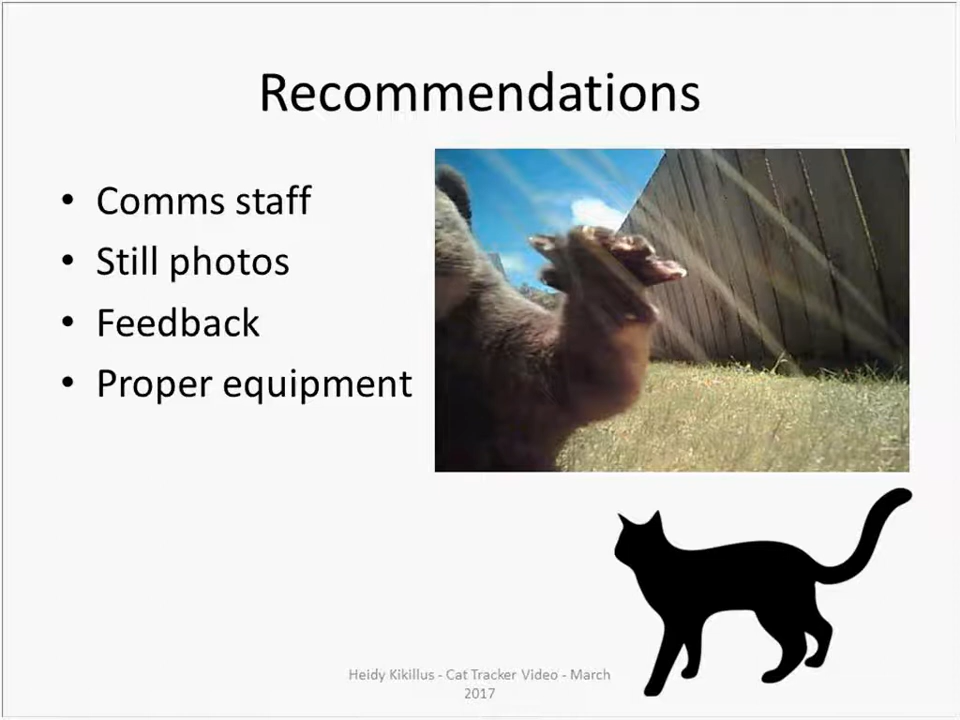 Recommendations
• Comms staff
• Still photos
• Feedback
• Proper equipment
Heidy Kikillus - Cat Tracker Video - March
2017